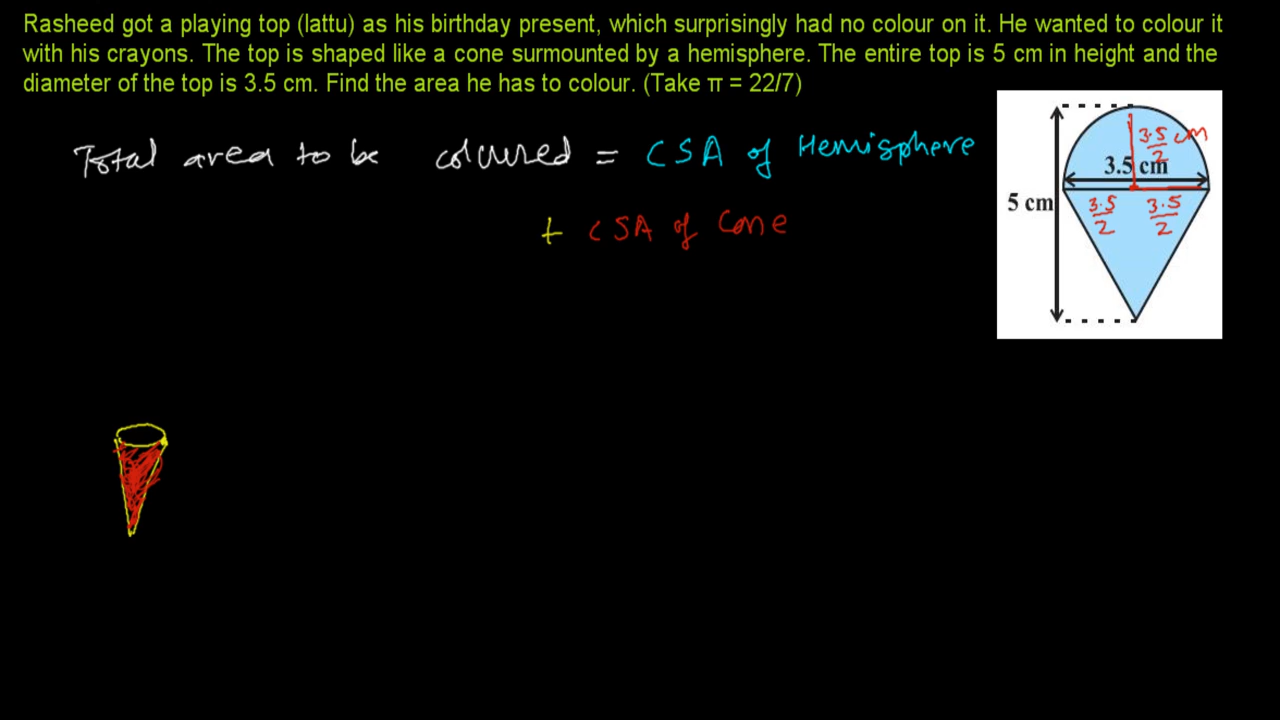 Rasheed got a playing top (lattu) as his birthday present, which surprisingly had no colour on it. He wanted to colour it
with his crayons. The top is shaped like a cone surmounted by a hemisphere. The entire top is 5 cm in height and the
diameter of the top is 3.5 cm. Find the area he has to colour. (Take π = 22/7)
Total area to be coloured = CSA of Hemisphere
+ CSA of Cone
3.5/2 cm
3.5 cm
5 cm
3.5/2 3.5/2